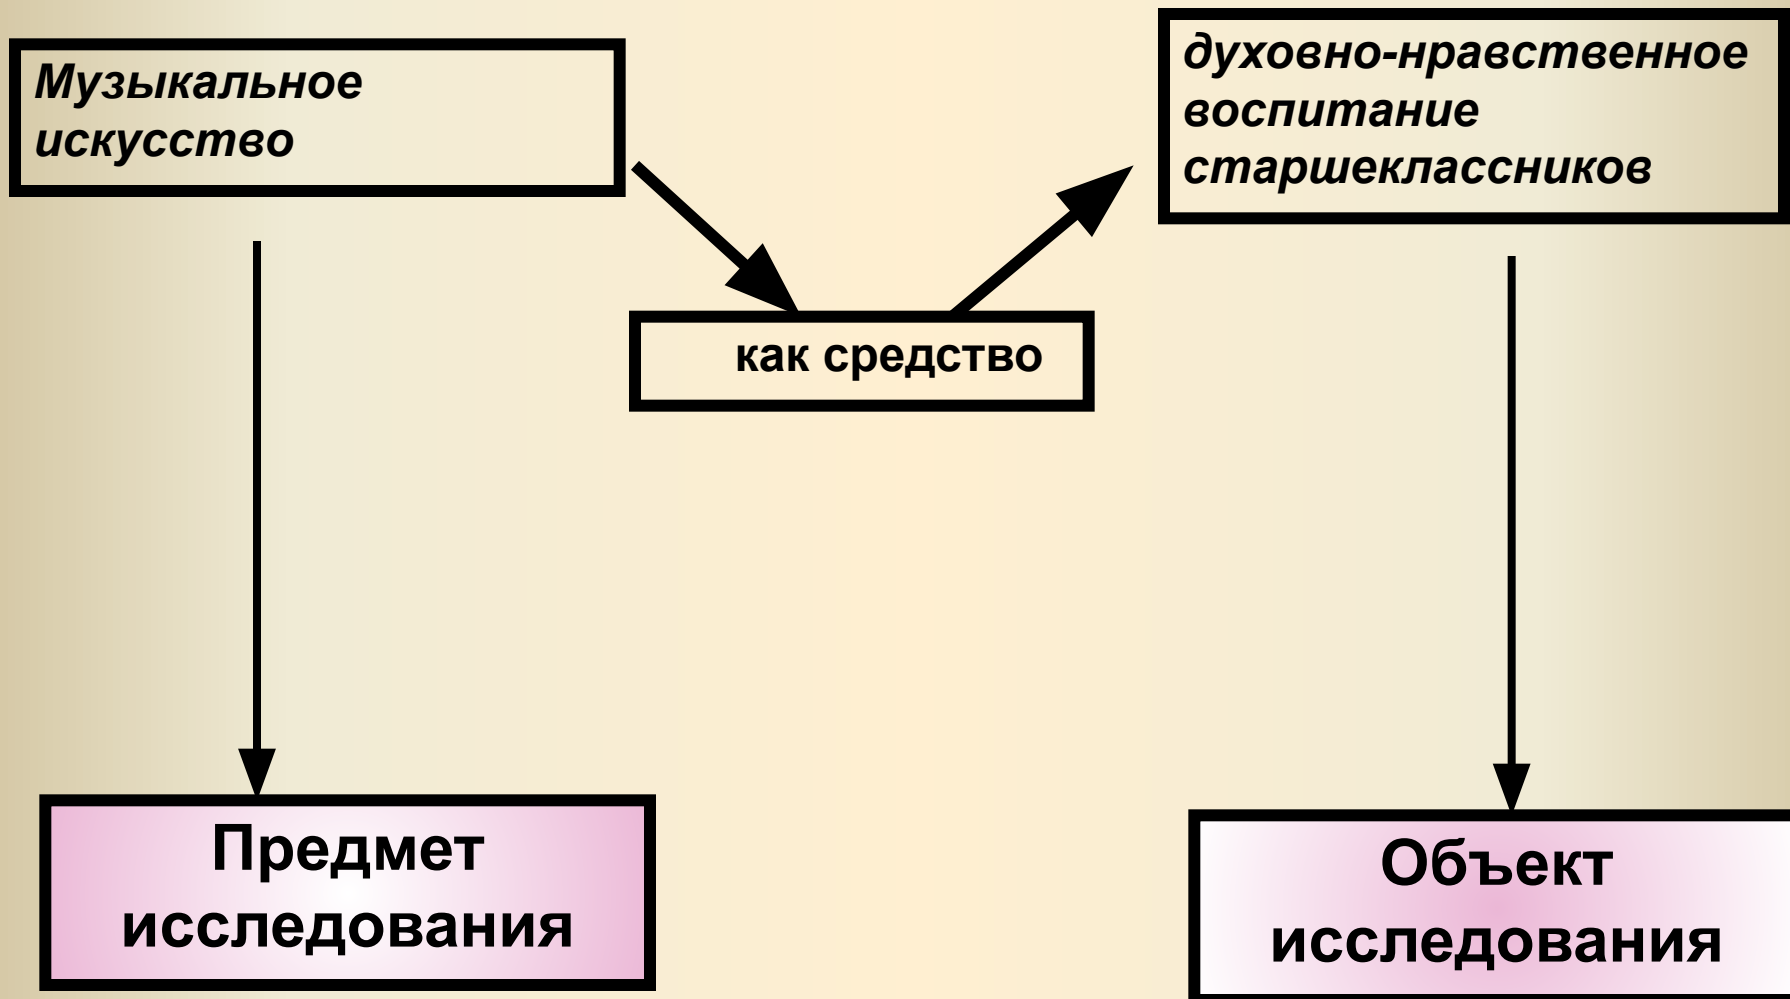 Музыкальное
искусство
духовно-нравственное
воспитание
старшеклассников
как средство
Предмет
исследования
Объект
исследования